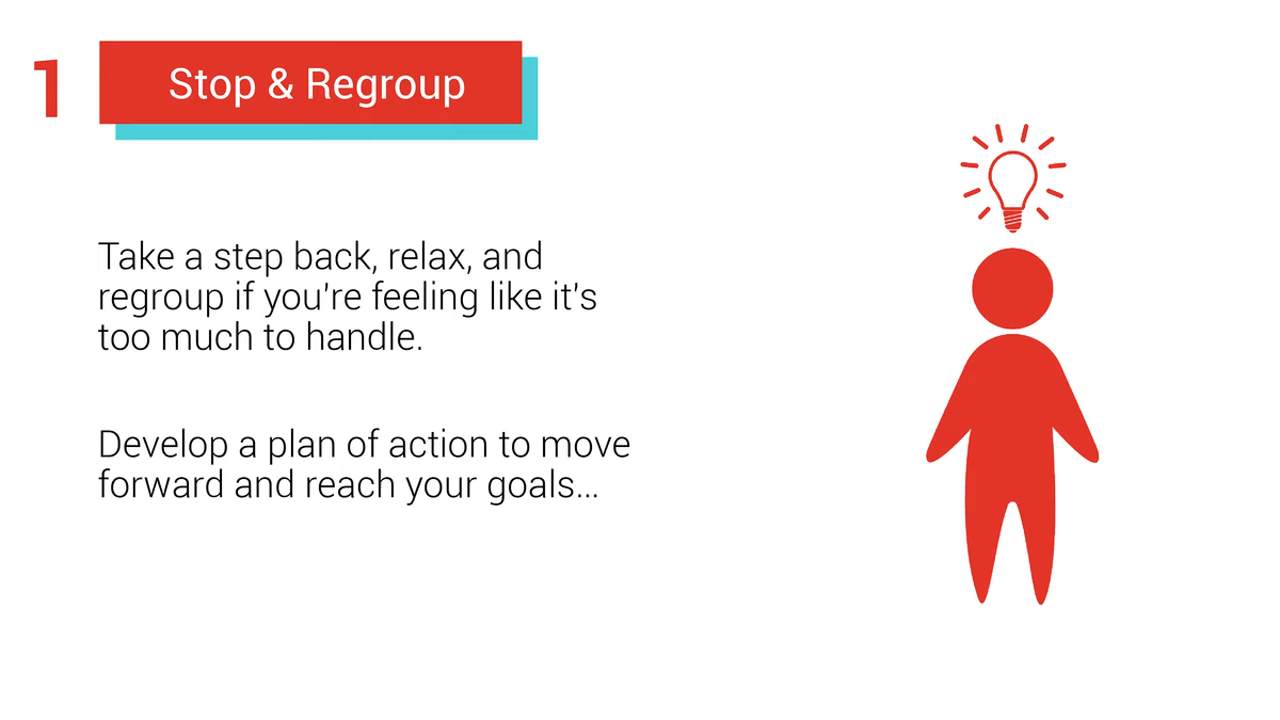 1
Stop & Regroup
Take a step back, relax, and
regroup if you're feeling like it's
too much to handle.
Develop a plan of action to move
forward and reach your goals...